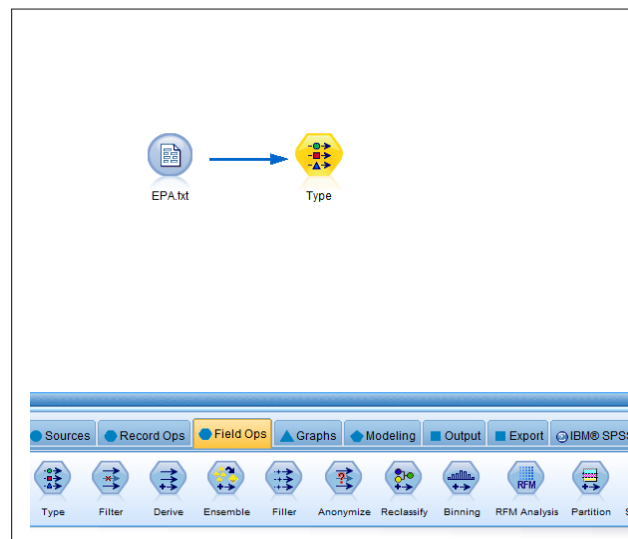 EPA.txt
Type
Sources Record Ops Field Ops Graphs Modeling Output Export IBM® SPSS
Type Filter Derive Ensemble Filler Anonymize Reclassify Binning RFM Analysis Partition
RFM